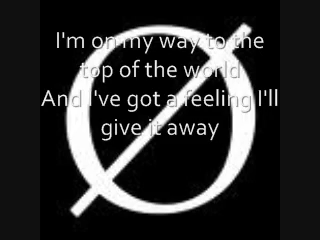 I'm on my way to the
top of the world
And I've got a feeling I'll
give it away